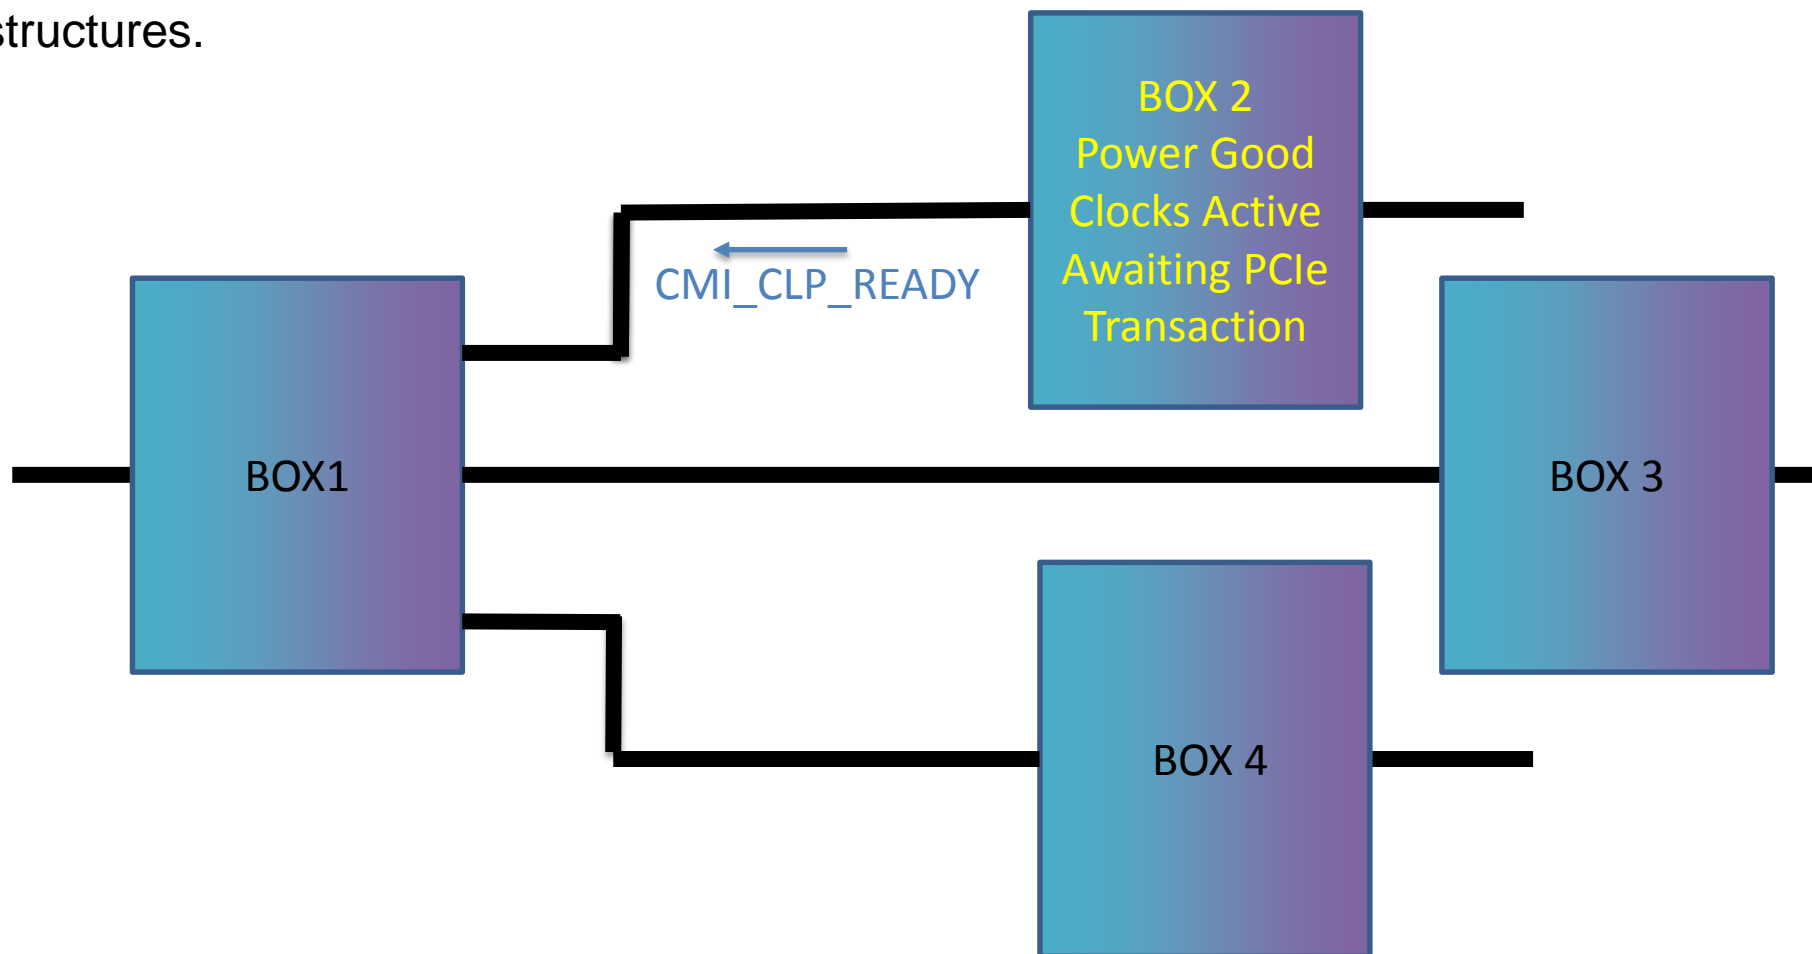 structures.
BOX 2
Power Good
Clocks Active
Awaiting PCIe
Transaction
CMI_CLP_READY
BOX1
BOX 3
BOX 4